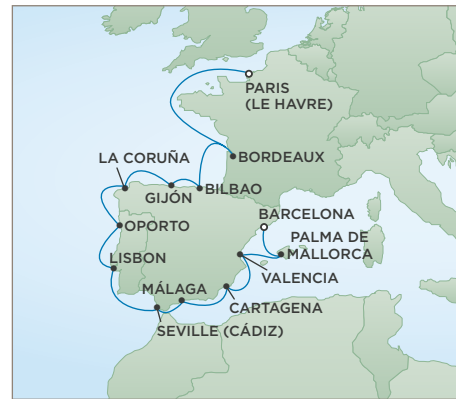 PARIS
(LE HAVRE)
BORDEAUX
LA CORUÑA
GIJÓN
BILBAO
OPORTO
BARCELONA
PALMA DE
MALLORCA
LISBON
VALENCIA
MÁLAGA
CARTAGENA
SEVILLE (CÁDIZ)